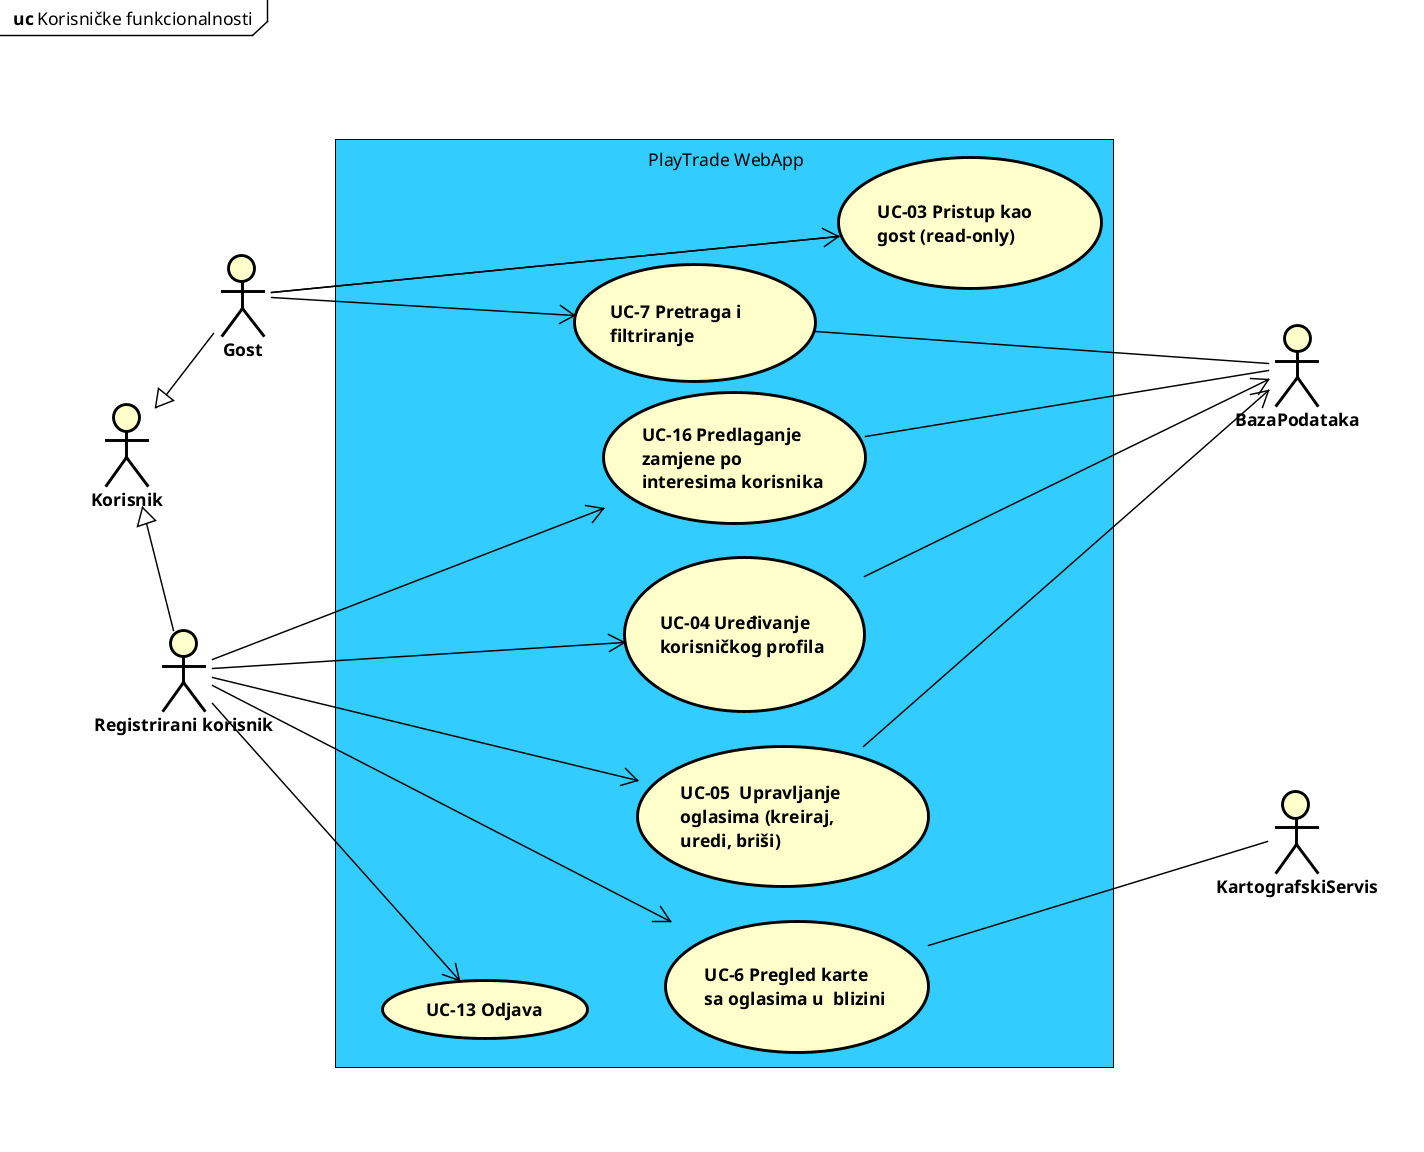 uc Korisničke funkcionalnosti
PlayTrade WebApp
UC-03 Pristup kao
gost (read-only)
UC-7 Pretraga i
filtriranje
Gost
BazaPodataka
UC-16 Predlaganje
zamjene po
interesima korisnika
Korisnik
UC-04 Uređivanje
korisničkog profila
Registrirani korisnik
UC-05  Upravljanje
oglasima (kreiraj,
uredi, briši)
KartografskiServis
UC-6 Pregled karte
sa oglasima u  blizini
UC-13 Odjava